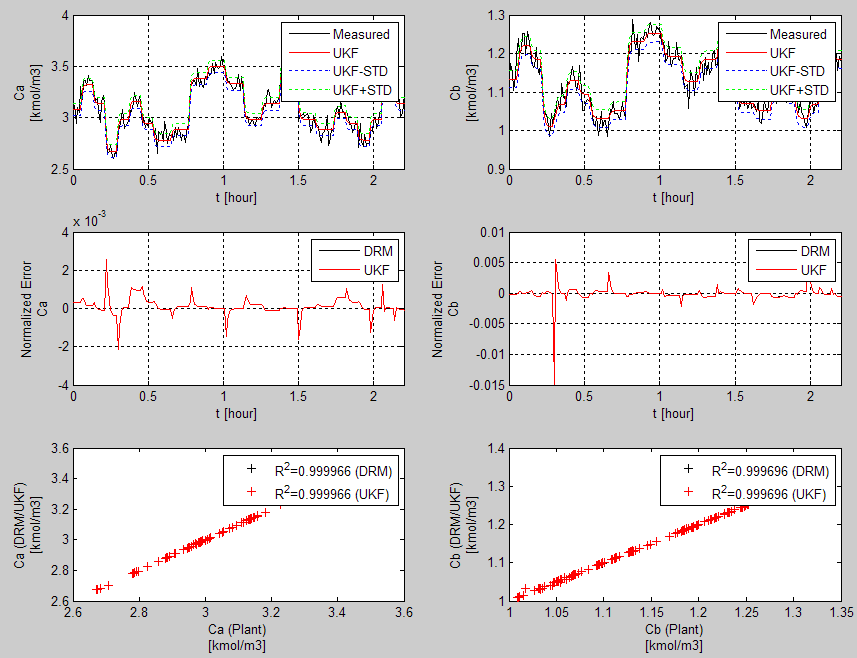 4
3.5
3
2.5
0
0.5
1
1.5
2
Ca
[kmol/m3]
t [hour]
Measured
UKF
UKF-STD
UKF+STD
1.3
1.2
1.1
1
0.9
0
0.5
1
1.5
2
Cb
[kmol/m3]
t [hour]
Measured
UKF
UKF-STD
UKF+STD
x 10^-3
4
2
0
-2
-4
0
0.5
1
1.5
2
Normalized Error
Ca
t [hour]
DRM
UKF
0.01
0.005
0
-0.005
-0.01
-0.015
0
0.5
1
1.5
2
Normalized Error
Cb
t [hour]
DRM
UKF
3.6
3.4
3.2
3
2.8
2.6
2.6
2.8
3
3.2
3.4
3.6
Ca (DRM/UKF)
[kmol/m3]
Ca (Plant)
[kmol/m3]
R^2=0.999966 (DRM)
R^2=0.999966 (UKF)
1.4
1.3
1.2
1.1
1
1
1.05
1.1
1.15
1.2
1.25
1.3
1.35
Cb (DRM/UKF)
[kmol/m3]
Cb (Plant)
[kmol/m3]
R^2=0.999696 (DRM)
R^2=0.999696 (UKF)